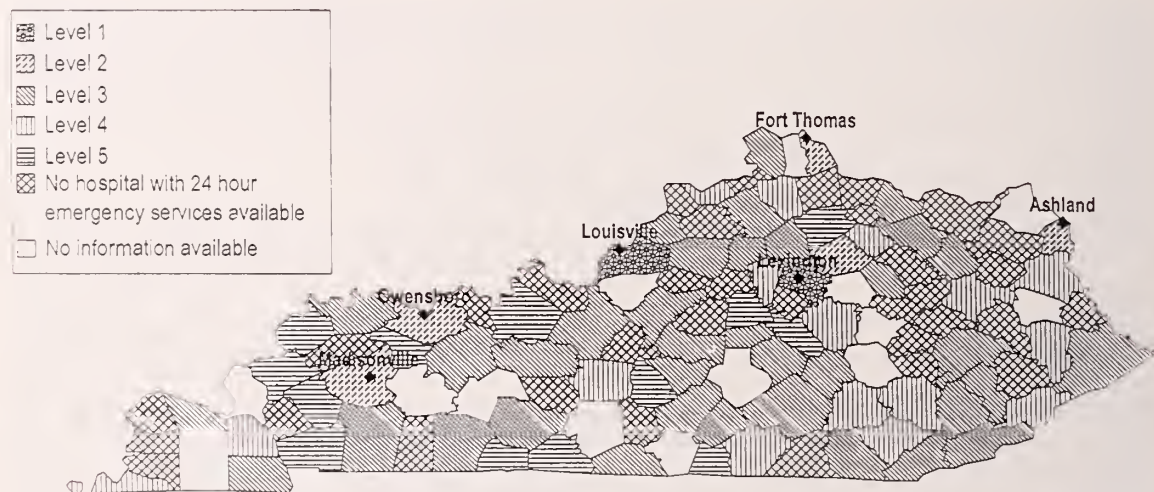 Level 1
Level 2
Level 3
Level 4
Level 5
No hospital with 24 hour
emergency services available
No information available
Fort Thomas
Ashland
Louisville
Lexington
Owensboro
Madisonville